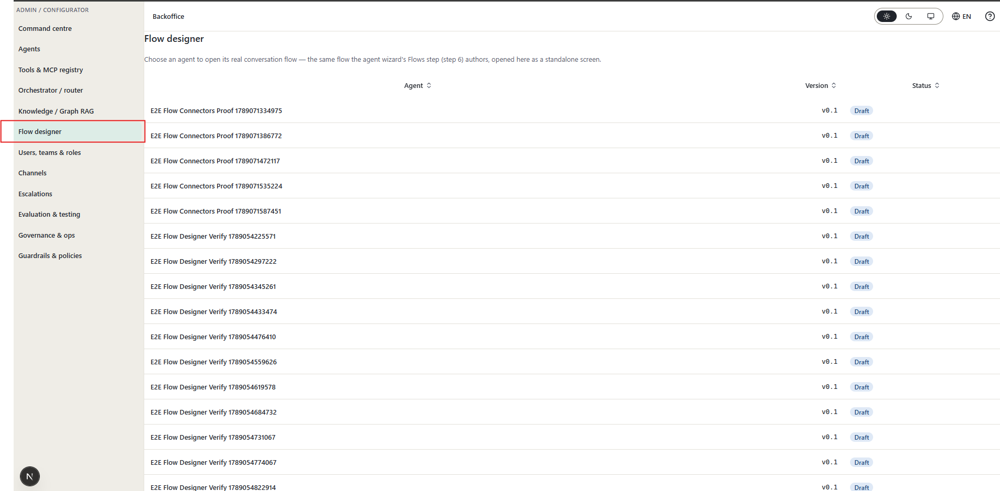 ADMIN / CONFIGURATOR
Command centre
Agents
Tools & MCP registry
Orchestrator / router
Knowledge / Graph RAG
Flow designer
Users, teams & roles
Channels
Escalations
Evaluation & testing
Governance & ops
Guardrails & policies
N
Backoffice
EN
?
Flow designer
Choose an agent to open its real conversation flow — the same flow the agent wizard's Flows step (step 6) authors, opened here as a standalone screen.
Agent Version Status
E2E Flow Connectors Proof 1789071334975 v0.1 Draft
E2E Flow Connectors Proof 1789071386772 v0.1 Draft
E2E Flow Connectors Proof 1789071472117 v0.1 Draft
E2E Flow Connectors Proof 1789071535224 v0.1 Draft
E2E Flow Connectors Proof 1789071587451 v0.1 Draft
E2E Flow Designer Verify 1789054225571 v0.1 Draft
E2E Flow Designer Verify 1789054297222 v0.1 Draft
E2E Flow Designer Verify 1789054345261 v0.1 Draft
E2E Flow Designer Verify 1789054433474 v0.1 Draft
E2E Flow Designer Verify 1789054476410 v0.1 Draft
E2E Flow Designer Verify 1789054559626 v0.1 Draft
E2E Flow Designer Verify 1789054619578 v0.1 Draft
E2E Flow Designer Verify 1789054684732 v0.1 Draft
E2E Flow Designer Verify 1789054731067 v0.1 Draft
E2E Flow Designer Verify 1789054774067 v0.1 Draft
E2E Flow Designer Verify 1789054822914 v0.1 Draft